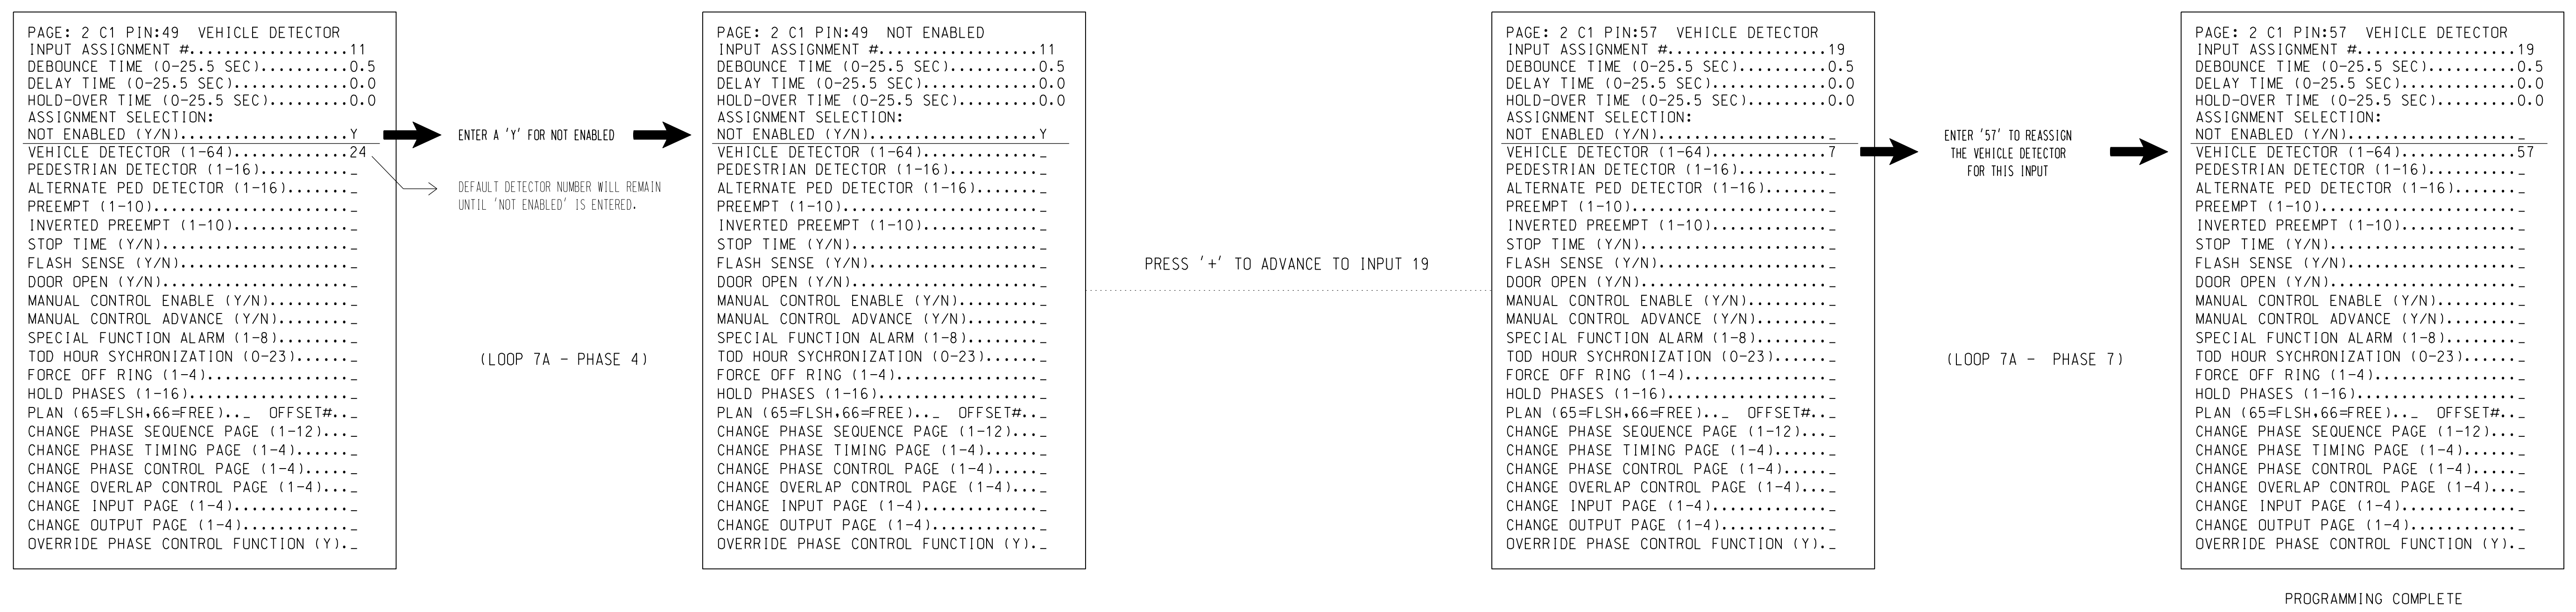 PAGE: 2 C1 PIN:49  VEHICLE DETECTOR
INPUT ASSIGNMENT #..................11
DEBOUNCE TIME (0-25.5 SEC)..........0.5
DELAY TIME (0-25.5 SEC).............0.0
HOLD-OVER TIME (0-25.5 SEC).........0.0
ASSIGNMENT SELECTION:
NOT ENABLED (Y/N)...................Y
VEHICLE DETECTOR (1-64).............24
PEDESTRIAN DETECTOR (1-16).........._
ALTERNATE PED DETECTOR (1-16)......._
PREEMPT (1-10)......................_
INVERTED PREEMPT (1-10)............._
STOP TIME (Y/N)....................._
FLASH SENSE (Y/N)..................._
DOOR OPEN (Y/N)....................._
MANUAL CONTROL ENABLE (Y/N)........._
MANUAL CONTROL ADVANCE (Y/N)........_
SPECIAL FUNCTION ALARM (1-8)........_
TOD HOUR SYCHRONIZATION (0-23)......_
FORCE OFF RING (1-4)................_
HOLD PHASES (1-16).................._
PLAN (65=FLSH,66=FREE).._  OFFSET#.._
CHANGE PHASE SEQUENCE PAGE (1-12)..._
CHANGE PHASE TIMING PAGE (1-4)......_
CHANGE PHASE CONTROL PAGE (1-4)....._
CHANGE OVERLAP CONTROL PAGE (1-4)..._
CHANGE INPUT PAGE (1-4)............._
CHANGE OUTPUT PAGE (1-4)............_
OVERRIDE PHASE CONTROL FUNCTION (Y)._
ENTER A 'Y' FOR NOT ENABLED
DEFAULT DETECTOR NUMBER WILL REMAIN
UNTIL 'NOT ENABLED' IS ENTERED.
(LOOP 7A - PHASE 4)
PAGE: 2 C1 PIN:49  NOT ENABLED
INPUT ASSIGNMENT #..................11
DEBOUNCE TIME (0-25.5 SEC)..........0.5
DELAY TIME (0-25.5 SEC).............0.0
HOLD-OVER TIME (0-25.5 SEC).........0.0
ASSIGNMENT SELECTION:
NOT ENABLED (Y/N)...................Y
VEHICLE DETECTOR (1-64)............._
PEDESTRIAN DETECTOR (1-16).........._
ALTERNATE PED DETECTOR (1-16)......._
PREEMPT (1-10)......................_
INVERTED PREEMPT (1-10)............._
STOP TIME (Y/N)....................._
FLASH SENSE (Y/N)..................._
DOOR OPEN (Y/N)....................._
MANUAL CONTROL ENABLE (Y/N)........._
MANUAL CONTROL ADVANCE (Y/N)........_
SPECIAL FUNCTION ALARM (1-8)........_
TOD HOUR SYCHRONIZATION (0-23)......_
FORCE OFF RING (1-4)................_
HOLD PHASES (1-16).................._
PLAN (65=FLSH,66=FREE).._  OFFSET#.._
CHANGE PHASE SEQUENCE PAGE (1-12)..._
CHANGE PHASE TIMING PAGE (1-4)......_
CHANGE PHASE CONTROL PAGE (1-4)....._
CHANGE OVERLAP CONTROL PAGE (1-4)..._
CHANGE INPUT PAGE (1-4)............._
CHANGE OUTPUT PAGE (1-4)............_
OVERRIDE PHASE CONTROL FUNCTION (Y)._
PRESS '+' TO ADVANCE TO INPUT 19
PAGE: 2 C1 PIN:57  VEHICLE DETECTOR
INPUT ASSIGNMENT #..................19
DEBOUNCE TIME (0-25.5 SEC)..........0.5
DELAY TIME (0-25.5 SEC).............0.0
HOLD-OVER TIME (0-25.5 SEC).........0.0
ASSIGNMENT SELECTION:
NOT ENABLED (Y/N)..................._
VEHICLE DETECTOR (1-64).............7
PEDESTRIAN DETECTOR (1-16).........._
ALTERNATE PED DETECTOR (1-16)......._
PREEMPT (1-10)......................_
INVERTED PREEMPT (1-10)............._
STOP TIME (Y/N)....................._
FLASH SENSE (Y/N)..................._
DOOR OPEN (Y/N)....................._
MANUAL CONTROL ENABLE (Y/N)........._
MANUAL CONTROL ADVANCE (Y/N)........_
SPECIAL FUNCTION ALARM (1-8)........_
TOD HOUR SYCHRONIZATION (0-23)......_
FORCE OFF RING (1-4)................_
HOLD PHASES (1-16).................._
PLAN (65=FLSH,66=FREE).._  OFFSET#.._
CHANGE PHASE SEQUENCE PAGE (1-12)..._
CHANGE PHASE TIMING PAGE (1-4)......_
CHANGE PHASE CONTROL PAGE (1-4)....._
CHANGE OVERLAP CONTROL PAGE (1-4)..._
CHANGE INPUT PAGE (1-4)............._
CHANGE OUTPUT PAGE (1-4)............_
OVERRIDE PHASE CONTROL FUNCTION (Y)._
ENTER '57' TO REASSIGN
THE VEHICLE DETECTOR
FOR THIS INPUT
(LOOP 7A -  PHASE 7)
PAGE: 2 C1 PIN:57  VEHICLE DETECTOR
INPUT ASSIGNMENT #..................19
DEBOUNCE TIME (0-25.5 SEC)..........0.5
DELAY TIME (0-25.5 SEC).............0.0
HOLD-OVER TIME (0-25.5 SEC).........0.0
ASSIGNMENT SELECTION:
NOT ENABLED (Y/N)..................._
VEHICLE DETECTOR (1-64).............57
PEDESTRIAN DETECTOR (1-16).........._
ALTERNATE PED DETECTOR (1-16)......._
PREEMPT (1-10)......................_
INVERTED PREEMPT (1-10)............._
STOP TIME (Y/N)....................._
FLASH SENSE (Y/N)..................._
DOOR OPEN (Y/N)....................._
MANUAL CONTROL ENABLE (Y/N)........._
MANUAL CONTROL ADVANCE (Y/N)........_
SPECIAL FUNCTION ALARM (1-8)........_
TOD HOUR SYCHRONIZATION (0-23)......_
FORCE OFF RING (1-4)................_
HOLD PHASES (1-16).................._
PLAN (65=FLSH,66=FREE).._  OFFSET#.._
CHANGE PHASE SEQUENCE PAGE (1-12)..._
CHANGE PHASE TIMING PAGE (1-4)......_
CHANGE PHASE CONTROL PAGE (1-4)....._
CHANGE OVERLAP CONTROL PAGE (1-4)..._
CHANGE INPUT PAGE (1-4)............._
CHANGE OUTPUT PAGE (1-4)............_
OVERRIDE PHASE CONTROL FUNCTION (Y)._
PROGRAMMING COMPLETE